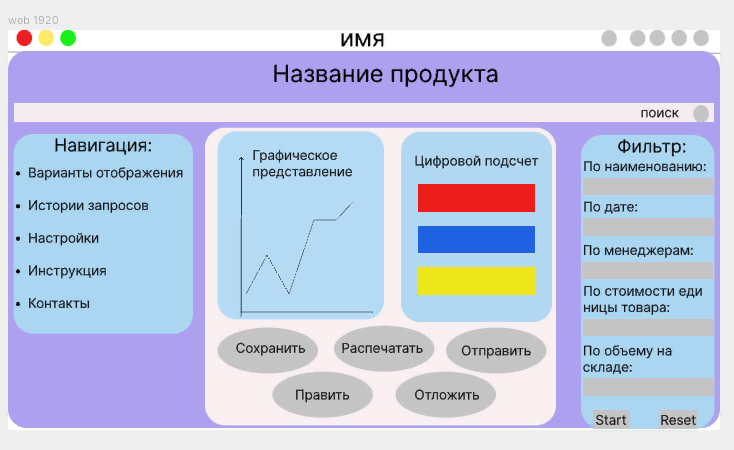 web 1920
ИМЯ
Название продукта
поиск
Навигация:
• Варианты отображения
• Истории запросов
• Настройки
• Инструкция
• Контакты
Графическое
представление
Цифровой подсчет
Сохранить
Распечатать
Отправить
Править
Отложить
Фильтр:
По наименованию:
По дате:
По менеджерам:
По стоимости еди
ницы товара:
По объему на
складе:
Start
Reset